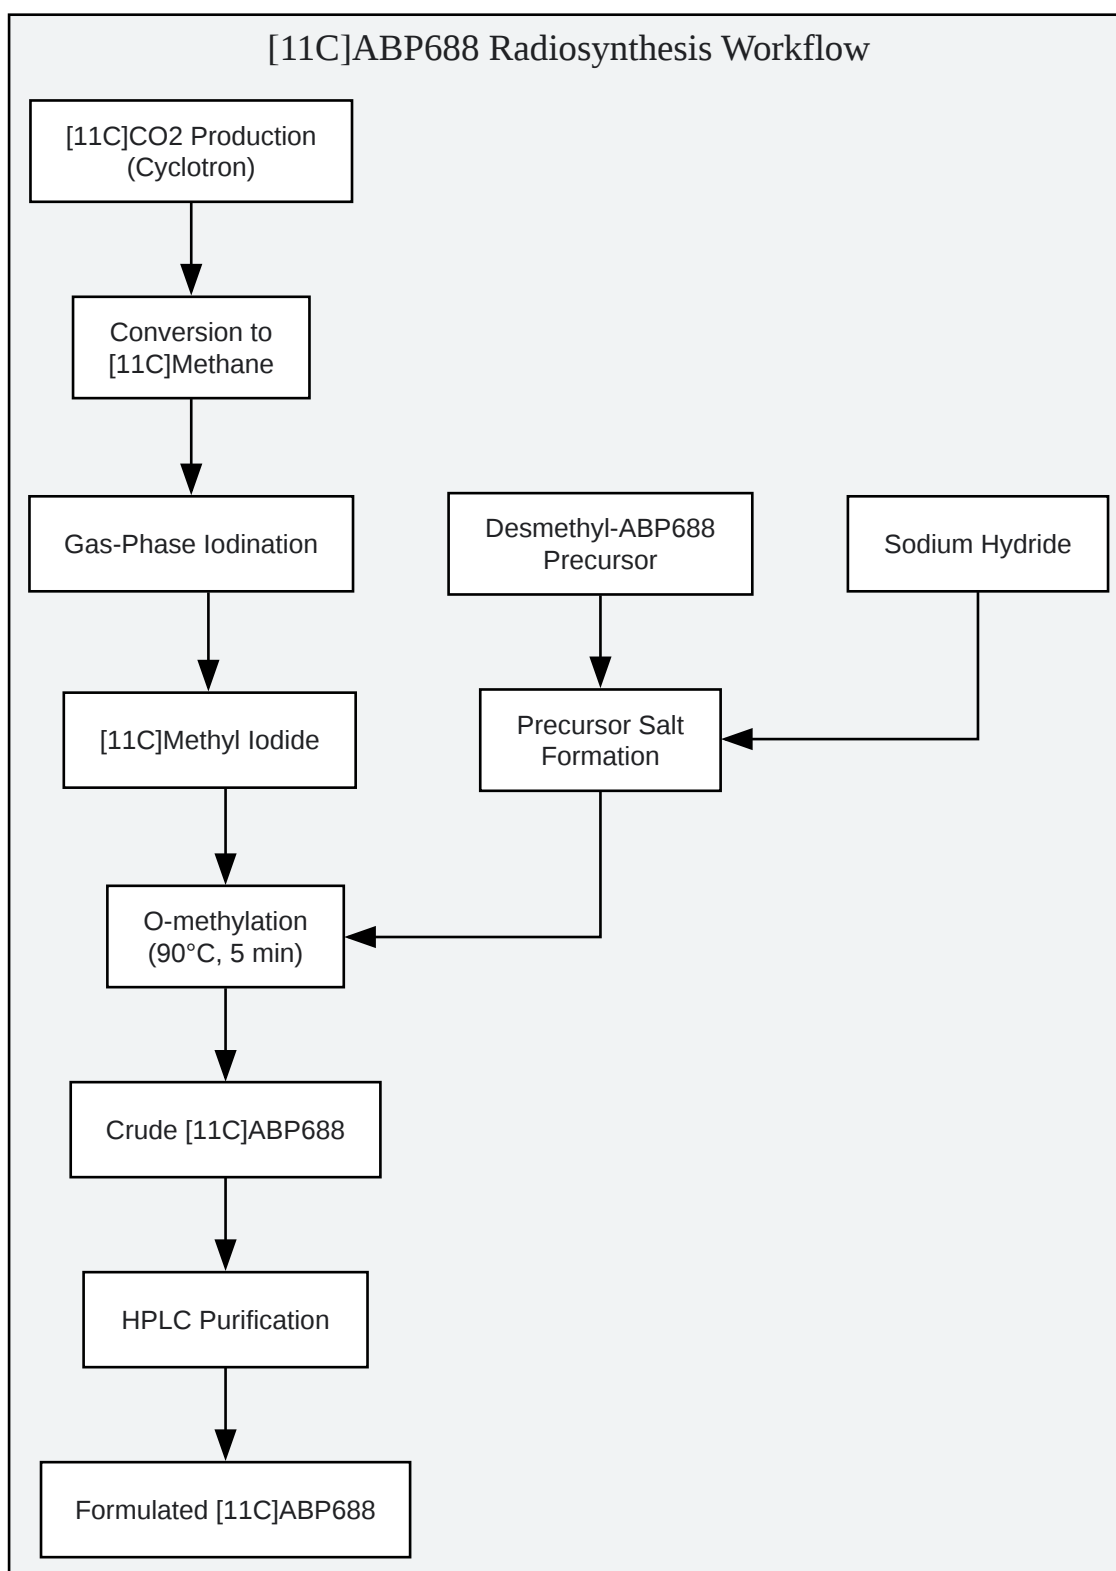 [11C]ABP688 Radiosynthesis Workflow
[11C]CO2 Production
(Cyclotron)
Conversion to
[11C]Methane
Gas-Phase Iodination
Desmethyl-ABP688
Precursor
Sodium Hydride
[11C]Methyl Iodide
Precursor Salt
Formation
O-methylation
(90°C, 5 min)
Crude [11C]ABP688
HPLC Purification
Formulated [11C]ABP688